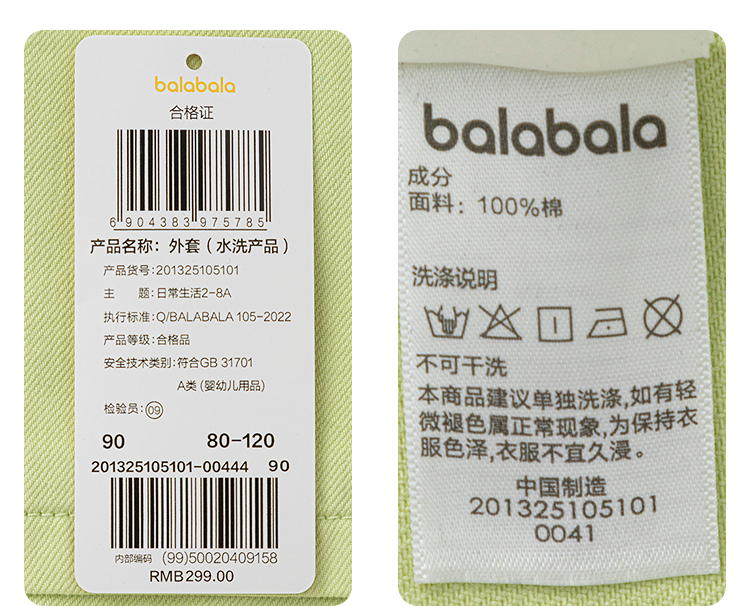 balabala
合格证
6904383975785
产品名称：外套（水洗产品）
产品货号:201325105101
主　题:日常生活2-8A
执行标准:Q/BALABALA 105-2022
产品等级:合格品
安全技术类别:符合GB 31701
A类 (婴幼儿用品)
检验员:09
90 80-120
201325105101-00444 90
内部编码 (99)50020409158
RMB299.00
balabala
成分
面料：100%棉
洗涤说明
不可干洗
本商品建议单独洗涤,如有轻
微褪色属正常现象,为保持衣
服色泽,衣服不宜久浸。
中国制造
201325105101
0041